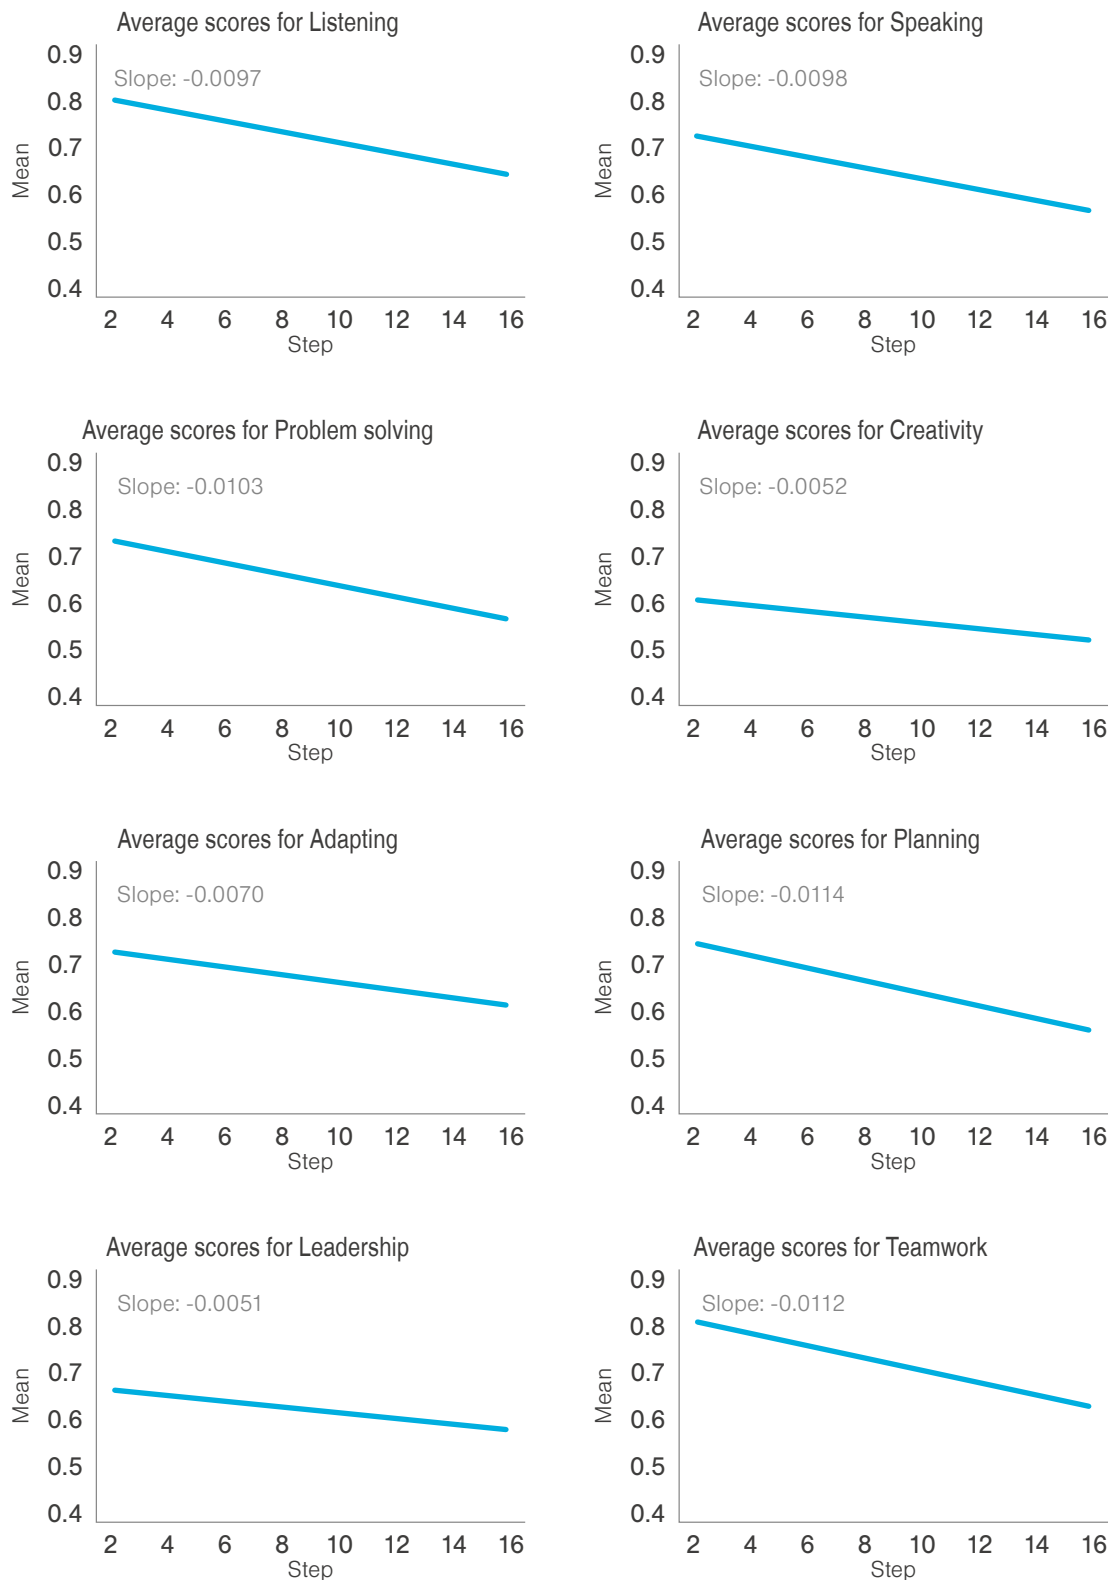 Average scores for Listening
Slope: -0.0097
Mean
0.9
0.8
0.7
0.6
0.5
0.4
2 4 6 8 10 12 14 16
Step
Average scores for Speaking
Slope: -0.0098
Mean
0.9
0.8
0.7
0.6
0.5
0.4
2 4 6 8 10 12 14 16
Step
Average scores for Problem solving
Slope: -0.0103
Mean
0.9
0.8
0.7
0.6
0.5
0.4
2 4 6 8 10 12 14 16
Step
Average scores for Creativity
Slope: -0.0052
Mean
0.9
0.8
0.7
0.6
0.5
0.4
2 4 6 8 10 12 14 16
Step
Average scores for Adapting
Slope: -0.0070
Mean
0.9
0.8
0.7
0.6
0.5
0.4
2 4 6 8 10 12 14 16
Step
Average scores for Planning
Slope: -0.0114
Mean
0.9
0.8
0.7
0.6
0.5
0.4
2 4 6 8 10 12 14 16
Step
Average scores for Leadership
Slope: -0.0051
Mean
0.9
0.8
0.7
0.6
0.5
0.4
2 4 6 8 10 12 14 16
Step
Average scores for Teamwork
Slope: -0.0112
Mean
0.9
0.8
0.7
0.6
0.5
0.4
2 4 6 8 10 12 14 16
Step